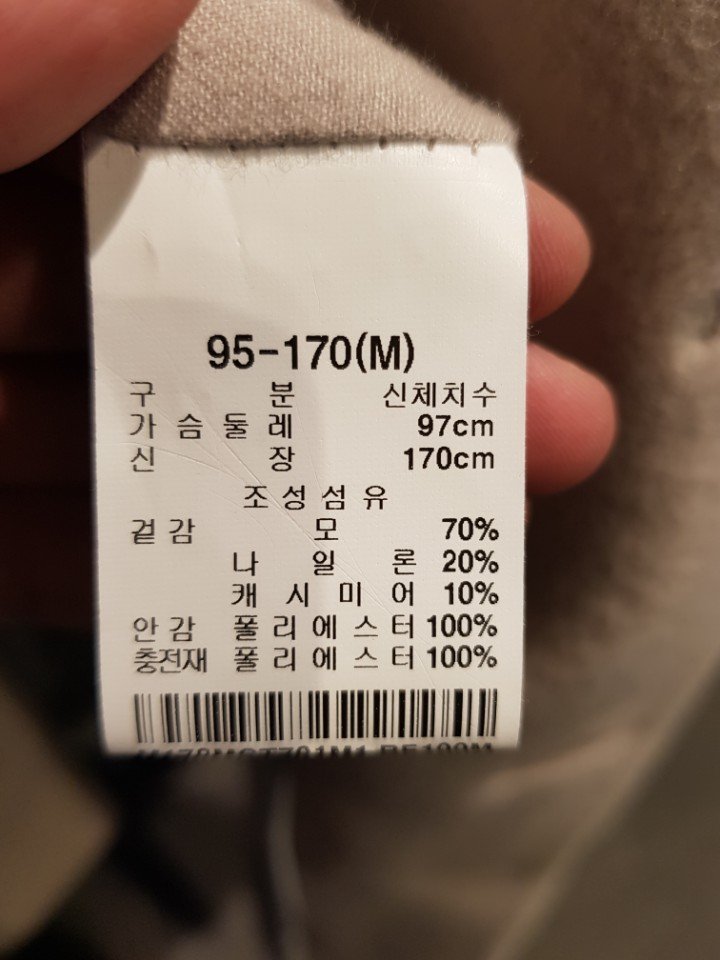 95-170(M)
구 분 신체치수
가슴둘레 97cm
신 장 170cm
조성섬유
겉감 모 70%
나일론 20%
캐시미어 10%
안감 폴리에스터 100%
충전재 폴리에스터 100%